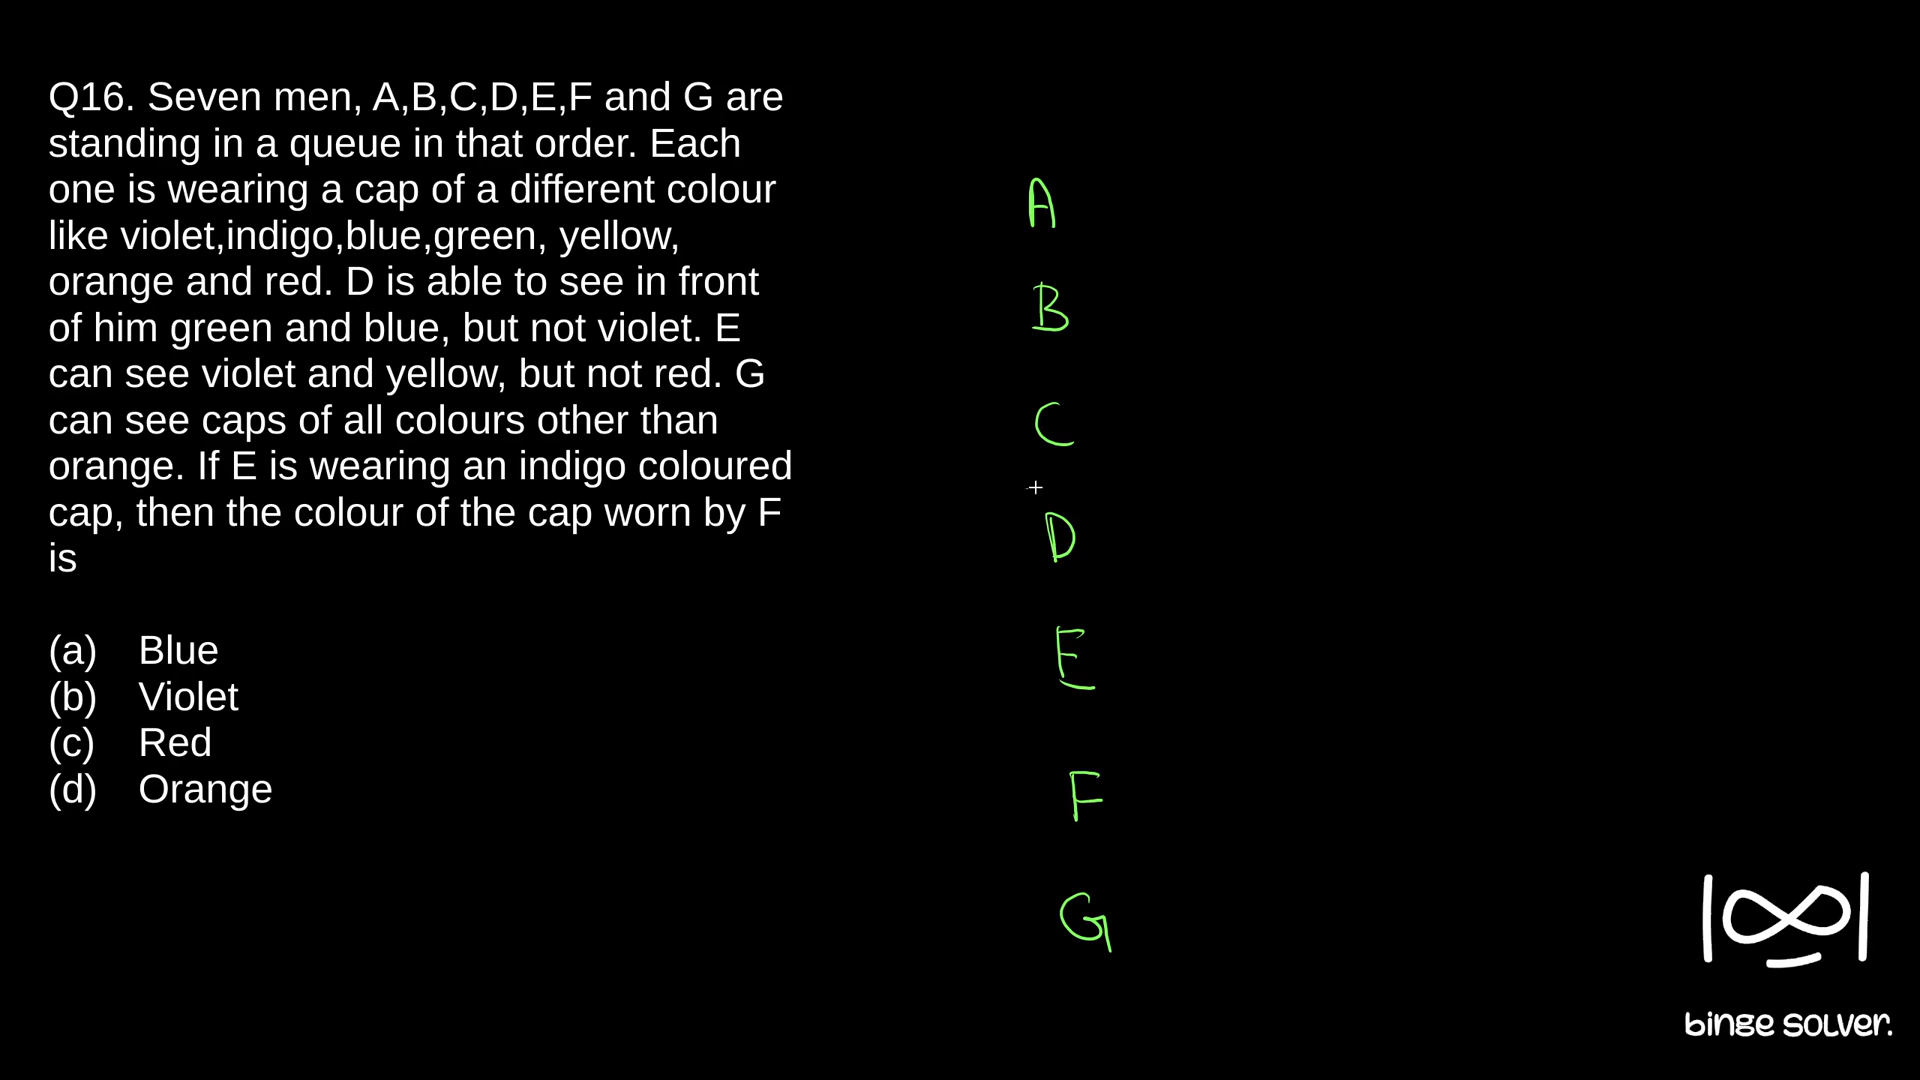 Q16. Seven men, A,B,C,D,E,F and G are
standing in a queue in that order. Each
one is wearing a cap of a different colour
like violet,indigo,blue,green, yellow,
orange and red. D is able to see in front
of him green and blue, but not violet. E
can see violet and yellow, but not red. G
can see caps of all colours other than
orange. If E is wearing an indigo coloured
cap, then the colour of the cap worn by F
is
(a) Blue
(b) Violet
(c) Red
(d) Orange
A
B
C
D
E
F
G
binge solver.